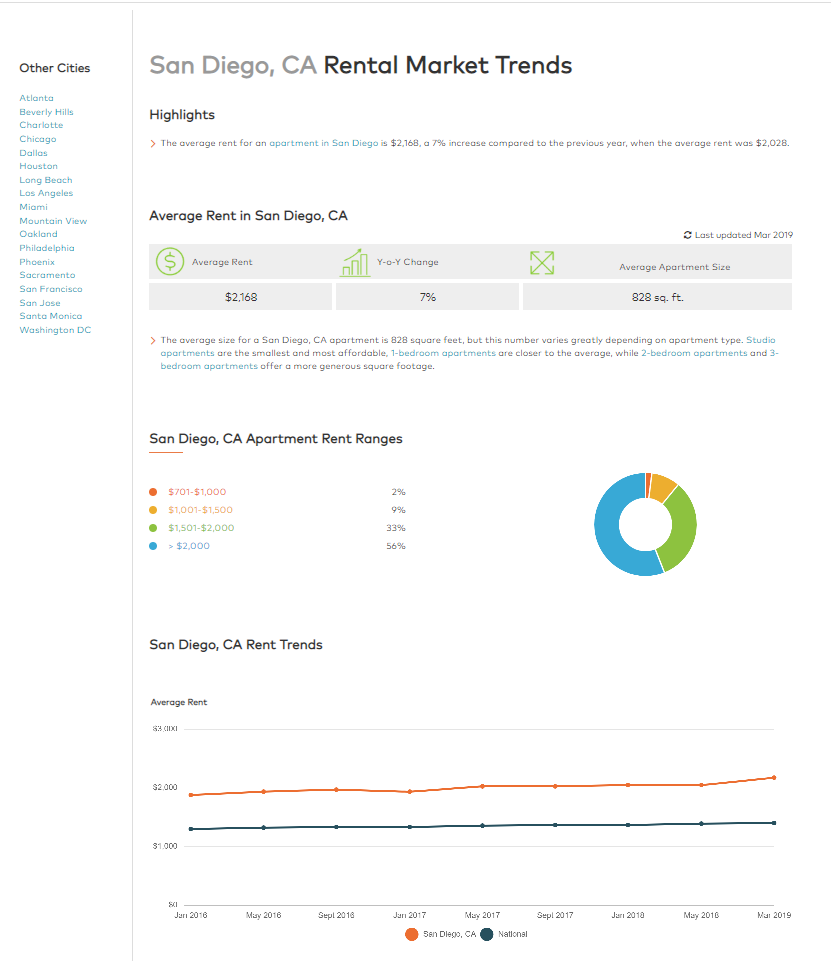 Other Cities
Atlanta
Beverly Hills
Charlotte
Chicago
Dallas
Houston
Long Beach
Los Angeles
Miami
Mountain View
Oakland
Philadelphia
Phoenix
Sacramento
San Francisco
San Jose
Santa Monica
Washington DC
San Diego, CA Rental Market Trends
Highlights
The average rent for an apartment in San Diego is $2,168, a 7% increase compared to the previous year, when the average rent was $2,028.
Average Rent in San Diego, CA
Last updated Mar 2019
Average Rent Y-o-Y Change Average Apartment Size
$2,168 7% 828 sq. ft.
The average size for a San Diego, CA apartment is 828 square feet, but this number varies greatly depending on apartment type. Studio
apartments are the smallest and most affordable, 1-bedroom apartments are closer to the average, while 2-bedroom apartments and 3-
bedroom apartments offer a more generous square footage.
San Diego, CA Apartment Rent Ranges
$701-$1,000 2%
$1,001-$1,500 9%
$1,501-$2,000 33%
> $2,000 56%
San Diego, CA Rent Trends
Average Rent
$3,000
$2,000
$1,000
$0
Jan 2016 May 2016 Sept 2016 Jan 2017 May 2017 Sept 2017 Jan 2018 May 2018 Mar 2019
San Diego, CA National